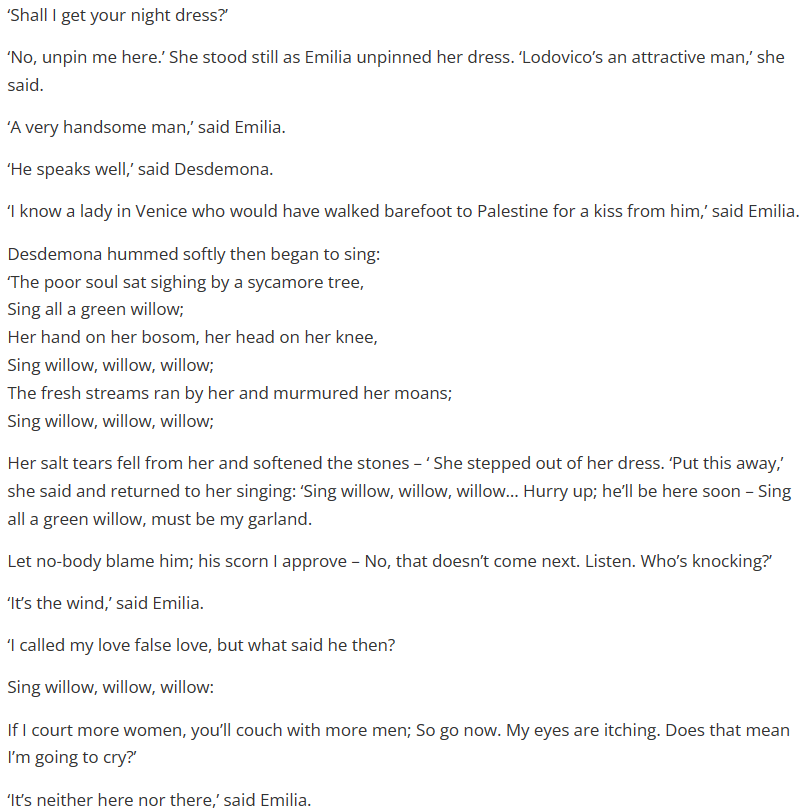 ‘Shall I get your night dress?’
‘No, unpin me here.’ She stood still as Emilia unpinned her dress. ‘Lodovico’s an attractive man,’ she
said.
‘A very handsome man,’ said Emilia.
‘He speaks well,’ said Desdemona.
‘I know a lady in Venice who would have walked barefoot to Palestine for a kiss from him,’ said Emilia.
Desdemona hummed softly then began to sing:
‘The poor soul sat sighing by a sycamore tree,
Sing all a green willow;
Her hand on her bosom, her head on her knee,
Sing willow, willow, willow;
The fresh streams ran by her and murmured her moans;
Sing willow, willow, willow;
Her salt tears fell from her and softened the stones – ‘ She stepped out of her dress. ‘Put this away,’
she said and returned to her singing: ‘Sing willow, willow, willow… Hurry up; he’ll be here soon – Sing
all a green willow, must be my garland.
Let no-body blame him; his scorn I approve – No, that doesn’t come next. Listen. Who’s knocking?’
‘It’s the wind,’ said Emilia.
‘I called my love false love, but what said he then?
Sing willow, willow, willow:
If I court more women, you’ll couch with more men; So go now. My eyes are itching. Does that mean
I’m going to cry?’
‘It’s neither here nor there,’ said Emilia.